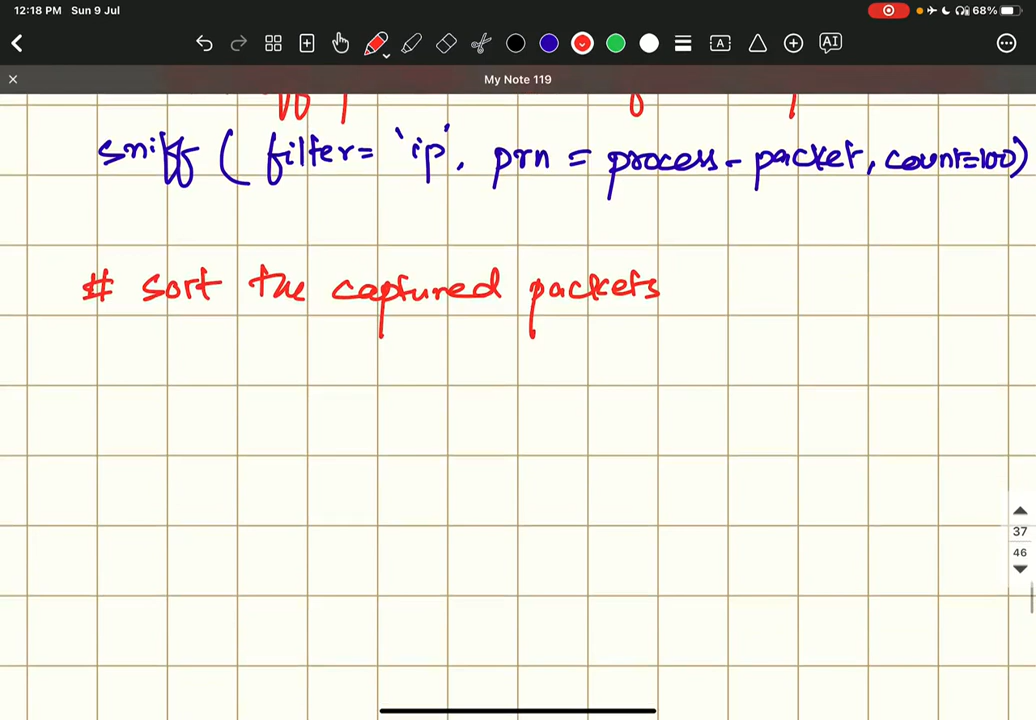 12:18 PM Sun 9 Jul
68%
A
AI
My Note 119
sniff ( filter= 'ip', prn = process_packet, count=100)
# sort the captured packets
37
46